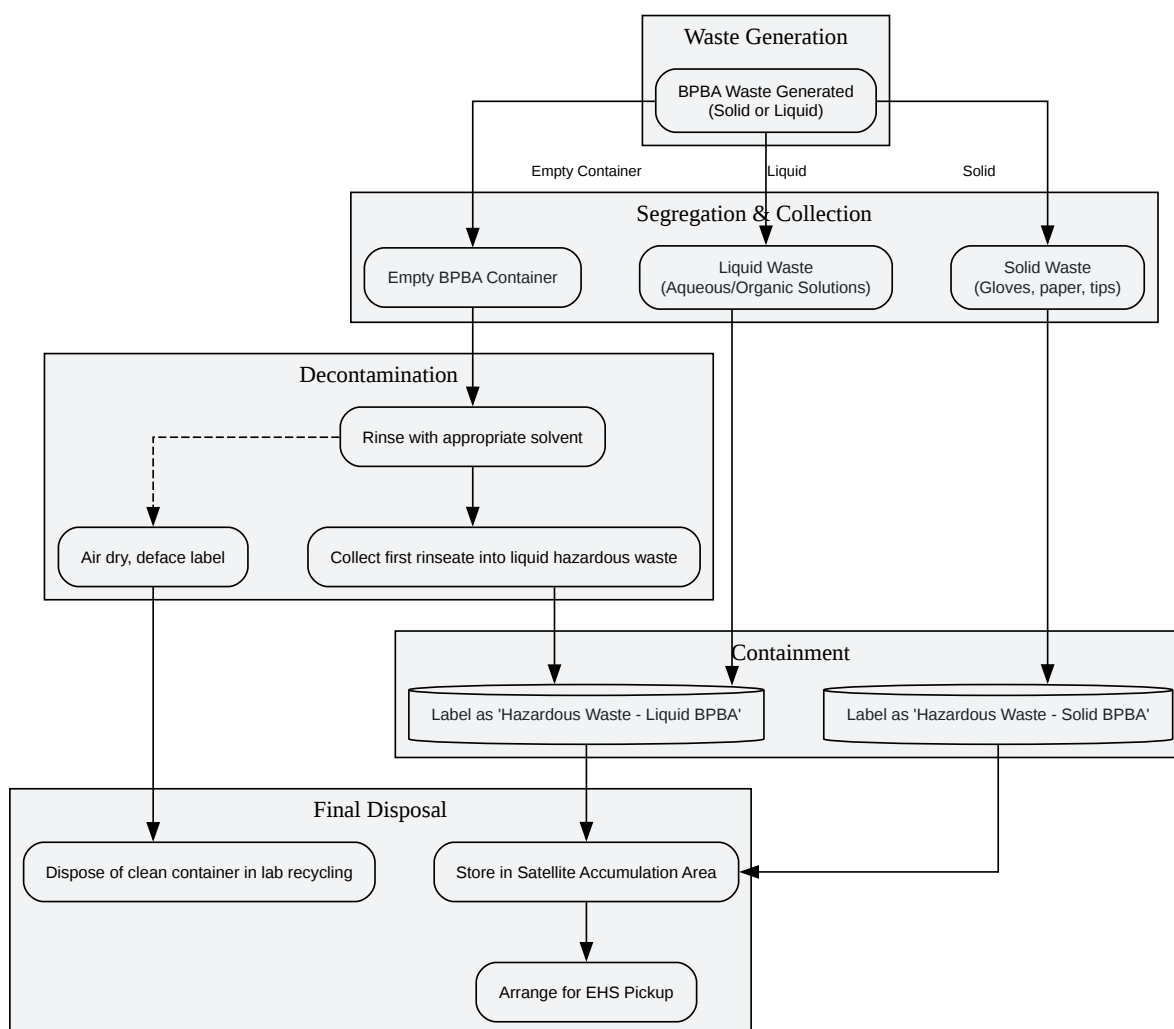 Waste Generation
BPBA Waste Generated
(Solid or Liquid)
Empty Container
Liquid
Solid
Segregation & Collection
Empty BPBA Container
Liquid Waste
(Aqueous/Organic Solutions)
Solid Waste
(Gloves, paper, tips)
Decontamination
Rinse with appropriate solvent
Air dry, deface label
Collect first rinseate into liquid hazardous waste
Containment
Label as 'Hazardous Waste - Liquid BPBA'
Label as 'Hazardous Waste - Solid BPBA'
Final Disposal
Dispose of clean container in lab recycling
Store in Satellite Accumulation Area
Arrange for EHS Pickup